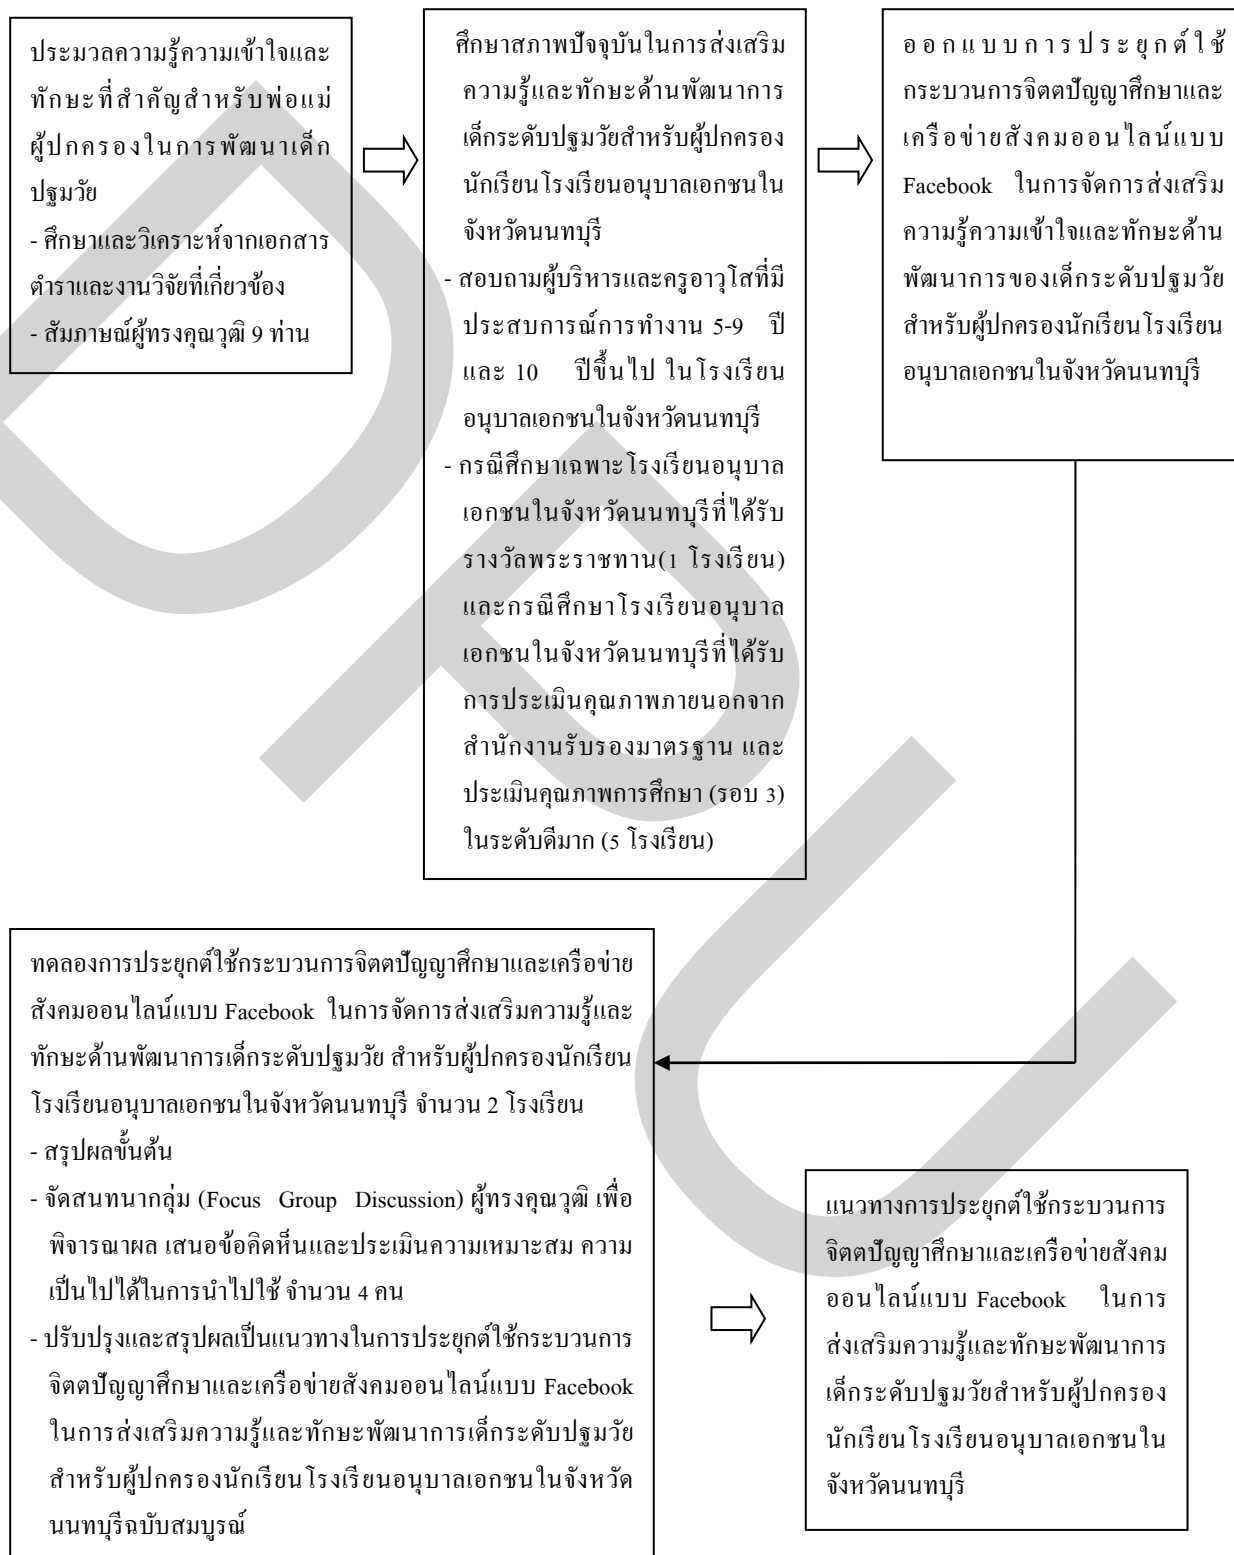 ประมวลความรู้ความเข้าใจและ
ทักษะที่สำคัญสำหรับพ่อแม่
ผู้ปกครองในการพัฒนาเด็ก
ปฐมวัย
- ศึกษาและวิเคราะห์จากเอกสาร
ตำราและงานวิจัยที่เกี่ยวข้อง
- สัมภาษณ์ผู้ทรงคุณวุฒิ 9 ท่าน
ศึกษาสภาพปัจจุบันในการส่งเสริม
ความรู้และทักษะด้านพัฒนาการ
เด็กระดับปฐมวัยสำหรับผู้ปกครอง
นักเรียนโรงเรียนอนุบาลเอกชนใน
จังหวัดนนทบุรี
- สอบถามผู้บริหารและครูอาวุโสที่มี
ประสบการณ์การทำงาน 5-9 ปี
และ 10 ปีขึ้นไป ในโรงเรียน
อนุบาลเอกชนในจังหวัดนนทบุรี
- กรณีศึกษาเฉพาะโรงเรียนอนุบาล
เอกชนในจังหวัดนนทบุรีที่ได้รับ
รางวัลพระราชทาน(1 โรงเรียน)
และกรณีศึกษาโรงเรียนอนุบาล
เอกชนในจังหวัดนนทบุรีที่ได้รับ
การประเมินคุณภาพภายนอกจาก
สำนักงานรับรองมาตรฐาน และ
ประเมินคุณภาพการศึกษา (รอบ 3)
ในระดับดีมาก (5 โรงเรียน)
ออกแบบการประยุกต์ใช้
กระบวนการจิตตปัญญาศึกษาและ
เครือข่ายสังคมออนไลน์แบบ
Facebook ในการจัดการส่งเสริม
ความรู้ความเข้าใจและทักษะด้าน
พัฒนาการของเด็กระดับปฐมวัย
สำหรับผู้ปกครองนักเรียนโรงเรียน
อนุบาลเอกชนในจังหวัดนนทบุรี
ทดลองการประยุกต์ใช้กระบวนการจิตตปัญญาศึกษาและเครือข่าย
สังคมออนไลน์แบบ Facebook ในการจัดการส่งเสริมความรู้และ
ทักษะด้านพัฒนาการเด็กระดับปฐมวัย สำหรับผู้ปกครองนักเรียน
โรงเรียนอนุบาลเอกชนในจังหวัดนนทบุรี จำนวน 2 โรงเรียน
- สรุปผลขั้นต้น
- จัดสนทนากลุ่ม (Focus Group Discussion) ผู้ทรงคุณวุฒิ เพื่อ
พิจารณาผล เสนอข้อคิดห็นและประเมินความเหมาะสม ความ
เป็นไปได้ในการนำไปใช้ จำนวน 4 คน
- ปรับปรุงและสรุปผลเป็นแนวทางในการประยุกต์ใช้กระบวนการ
จิตตปัญญาศึกษาและเครือข่ายสังคมออนไลน์แบบ Facebook
ในการส่งเสริมความรู้และทักษะพัฒนาการเด็กระดับปฐมวัย
สำหรับผู้ปกครองนักเรียนโรงเรียนอนุบาลเอกชนในจังหวัด
นนทบุรีฉบับสมบูรณ์
แนวทางการประยุกต์ใช้กระบวนการ
จิตตปัญญาศึกษาและเครือข่ายสังคม
ออนไลน์แบบ Facebook ในการ
ส่งเสริมความรู้และทักษะพัฒนาการ
เด็กระดับปฐมวัยสำหรับผู้ปกครอง
นักเรียนโรงเรียนอนุบาลเอกชนใน
จังหวัดนนทบุรี
DPU